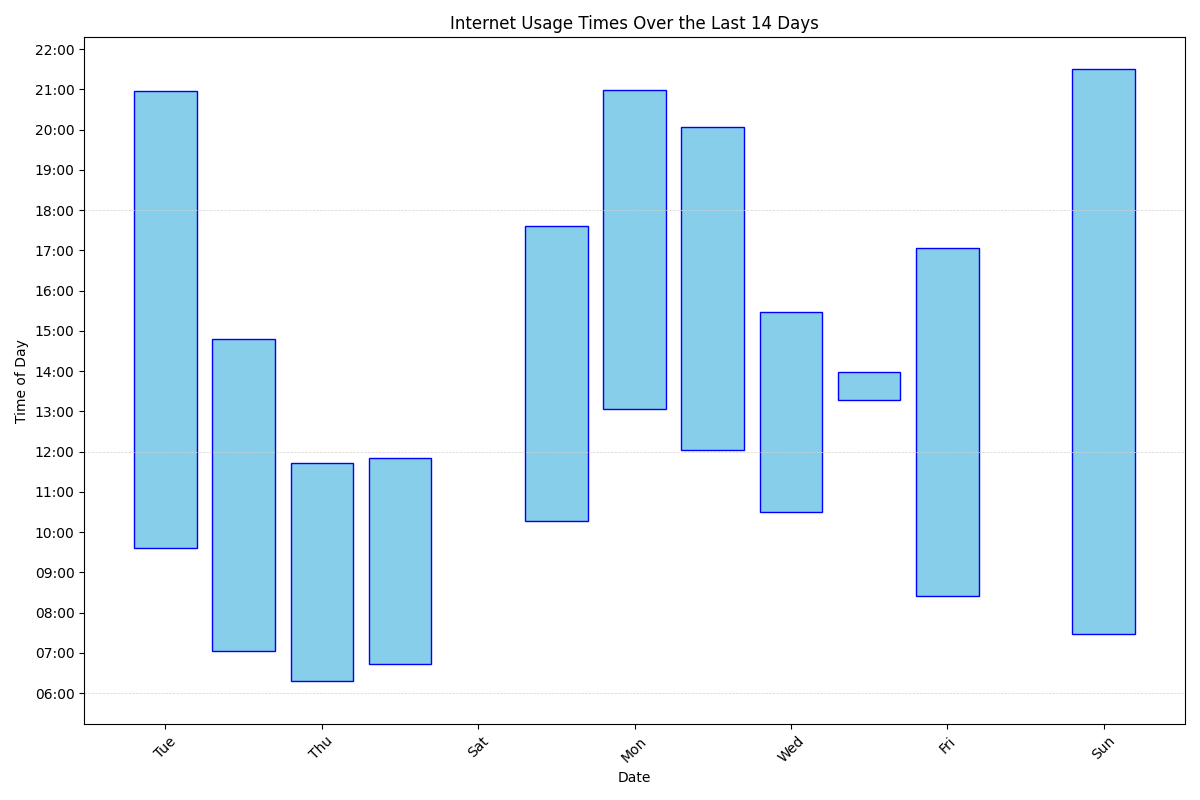 Internet Usage Times Over the Last 14 Days
Time of Day
22:00
21:00
20:00
19:00
18:00
17:00
16:00
15:00
14:00
13:00
12:00
11:00
10:00
09:00
08:00
07:00
06:00
Tue
Thu
Sat
Mon
Wed
Fri
Sun
Date